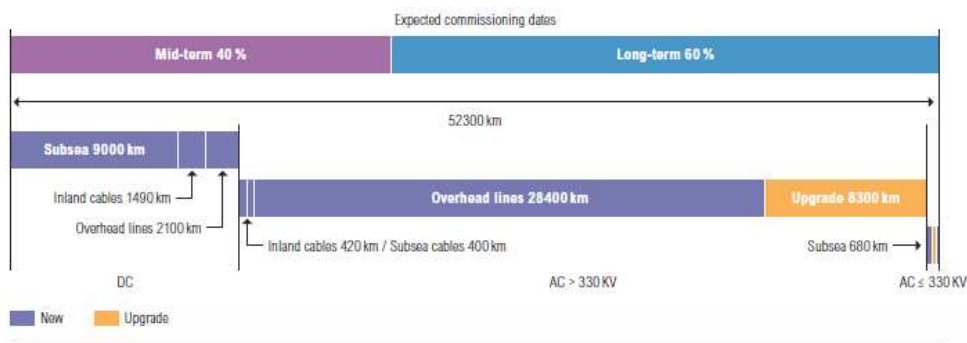 Expected commissioning dates
Mid-term 40 % Long-term 60 %
52300 km
Subsea 9000 km
Inland cables 1490 km Overhead lines 28400 km Upgrade 8300 km
Overhead lines 2100 km
Inland cables 420 km / Subsea cables 400 km Subsea 680 km
DC AC > 330 KV AC ≤ 330 KV
New Upgrade